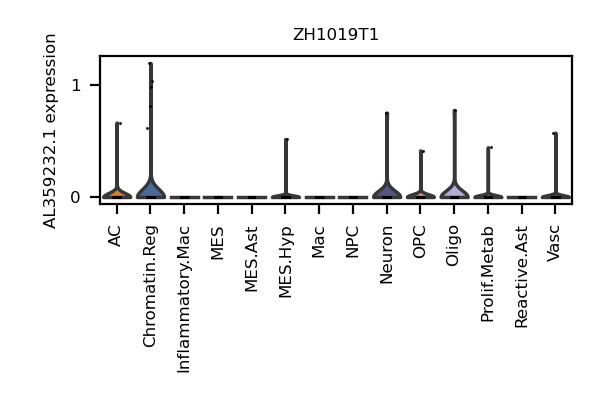 ZH1019T1
AL359232.1 expression
1
0
AC
Chromatin.Reg
Inflammatory.Mac
MES
MES.Ast
MES.Hyp
Mac
NPC
Neuron
OPC
Oligo
Prolif.Metab
Reactive.Ast
Vasc